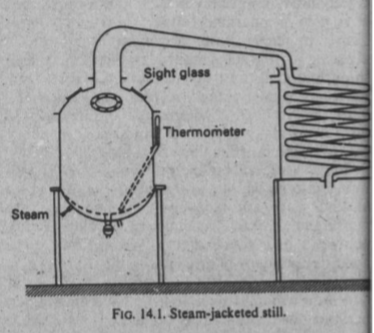 Sight glass
Thermometer
Steam
FIG. 14.1. Steam-jacketed still.